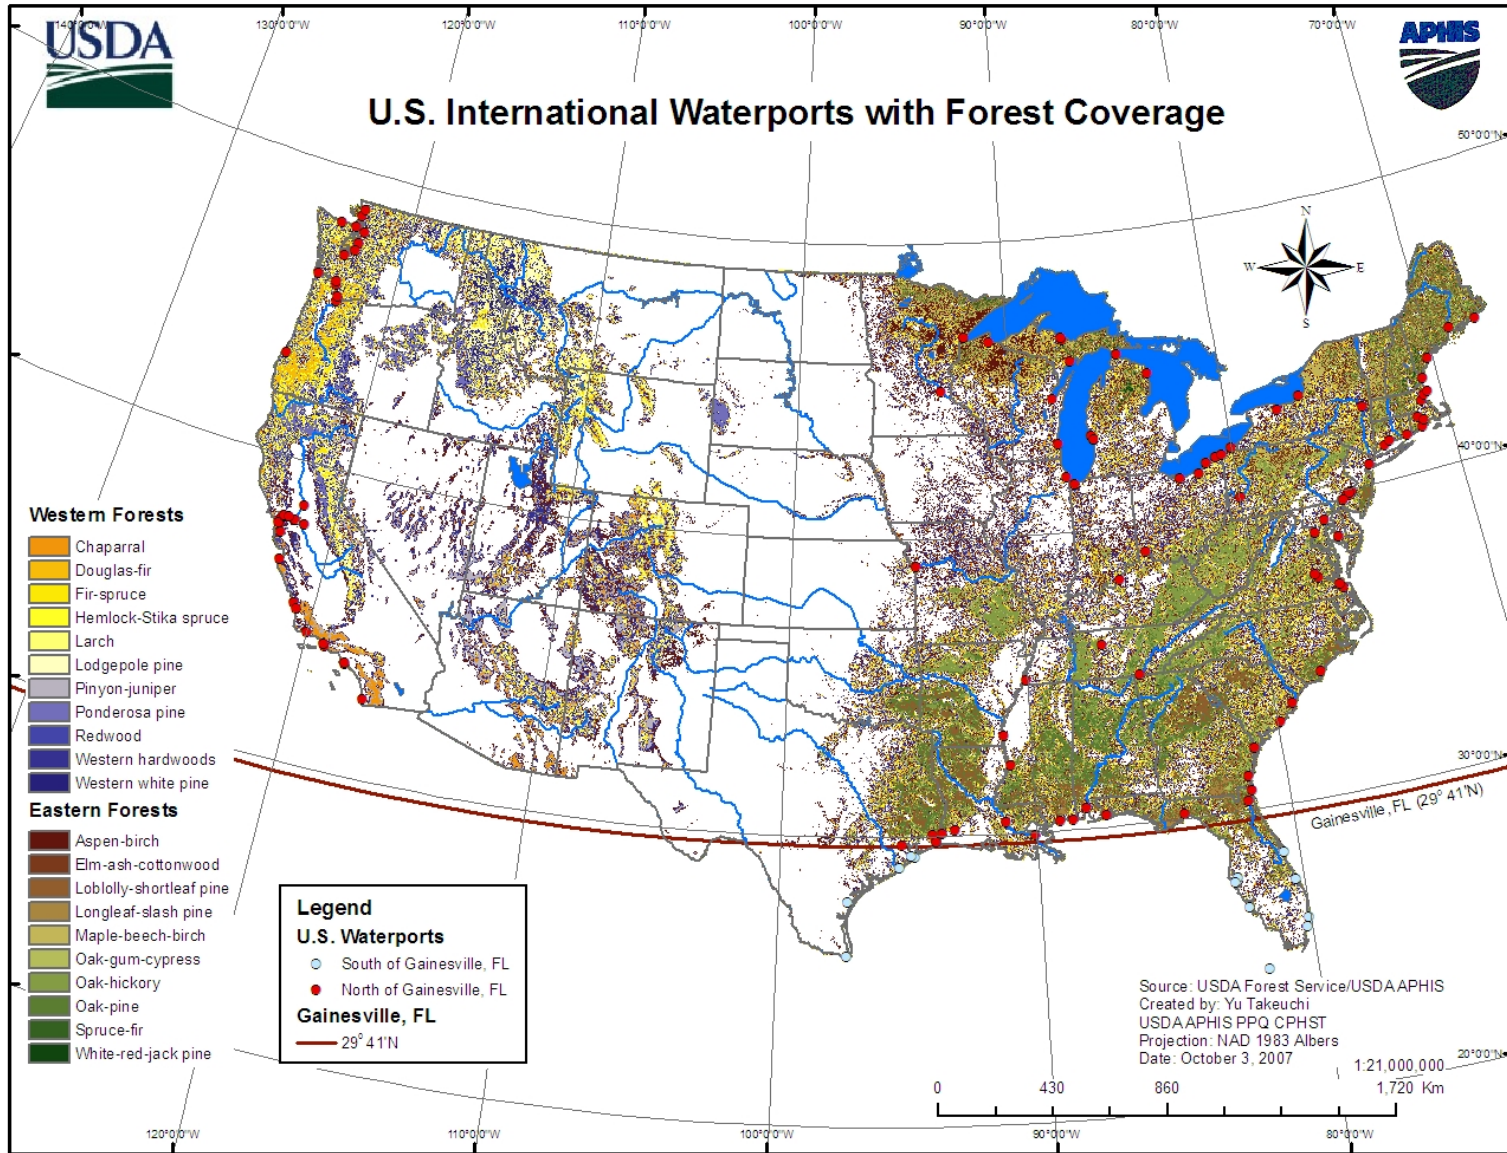 140°0'0"W
130°0'0"W
120°0'0"W
110°0'0"W
100°0'0"W
90°0'0"W
80°0'0"W
70°0'0"W
USDA
APHIS
U.S. International Waterports with Forest Coverage
50°0'0"N
N
W
E
S
40°0'0"N
30°0'0"N
Gainesville, FL (29° 41'N)
Western Forests
Chaparral
Douglas-fir
Fir-spruce
Hemlock-Stika spruce
Larch
Lodgepole pine
Pinyon-juniper
Ponderosa pine
Redwood
Western hardwoods
Western white pine
Eastern Forests
Aspen-birch
Elm-ash-cottonwood
Loblolly-shortleaf pine
Longleaf-slash pine
Maple-beech-birch
Oak-gum-cypress
Oak-hickory
Oak-pine
Spruce-fir
White-red-jack pine
Legend
U.S. Waterports
South of Gainesville, FL
North of Gainesville, FL
Gainesville, FL
29° 41'N
Source: USDA Forest Service/USDA APHIS
Created by: Yu Takeuchi
USDA APHIS PPQ CPHST
Projection: NAD 1983 Albers
Date: October 3, 2007
1:21,000,000
20°0'0"N
0 430 860 1,720 Km
120°0'0"W
110°0'0"W
100°0'0"W
90°0'0"W
80°0'0"W